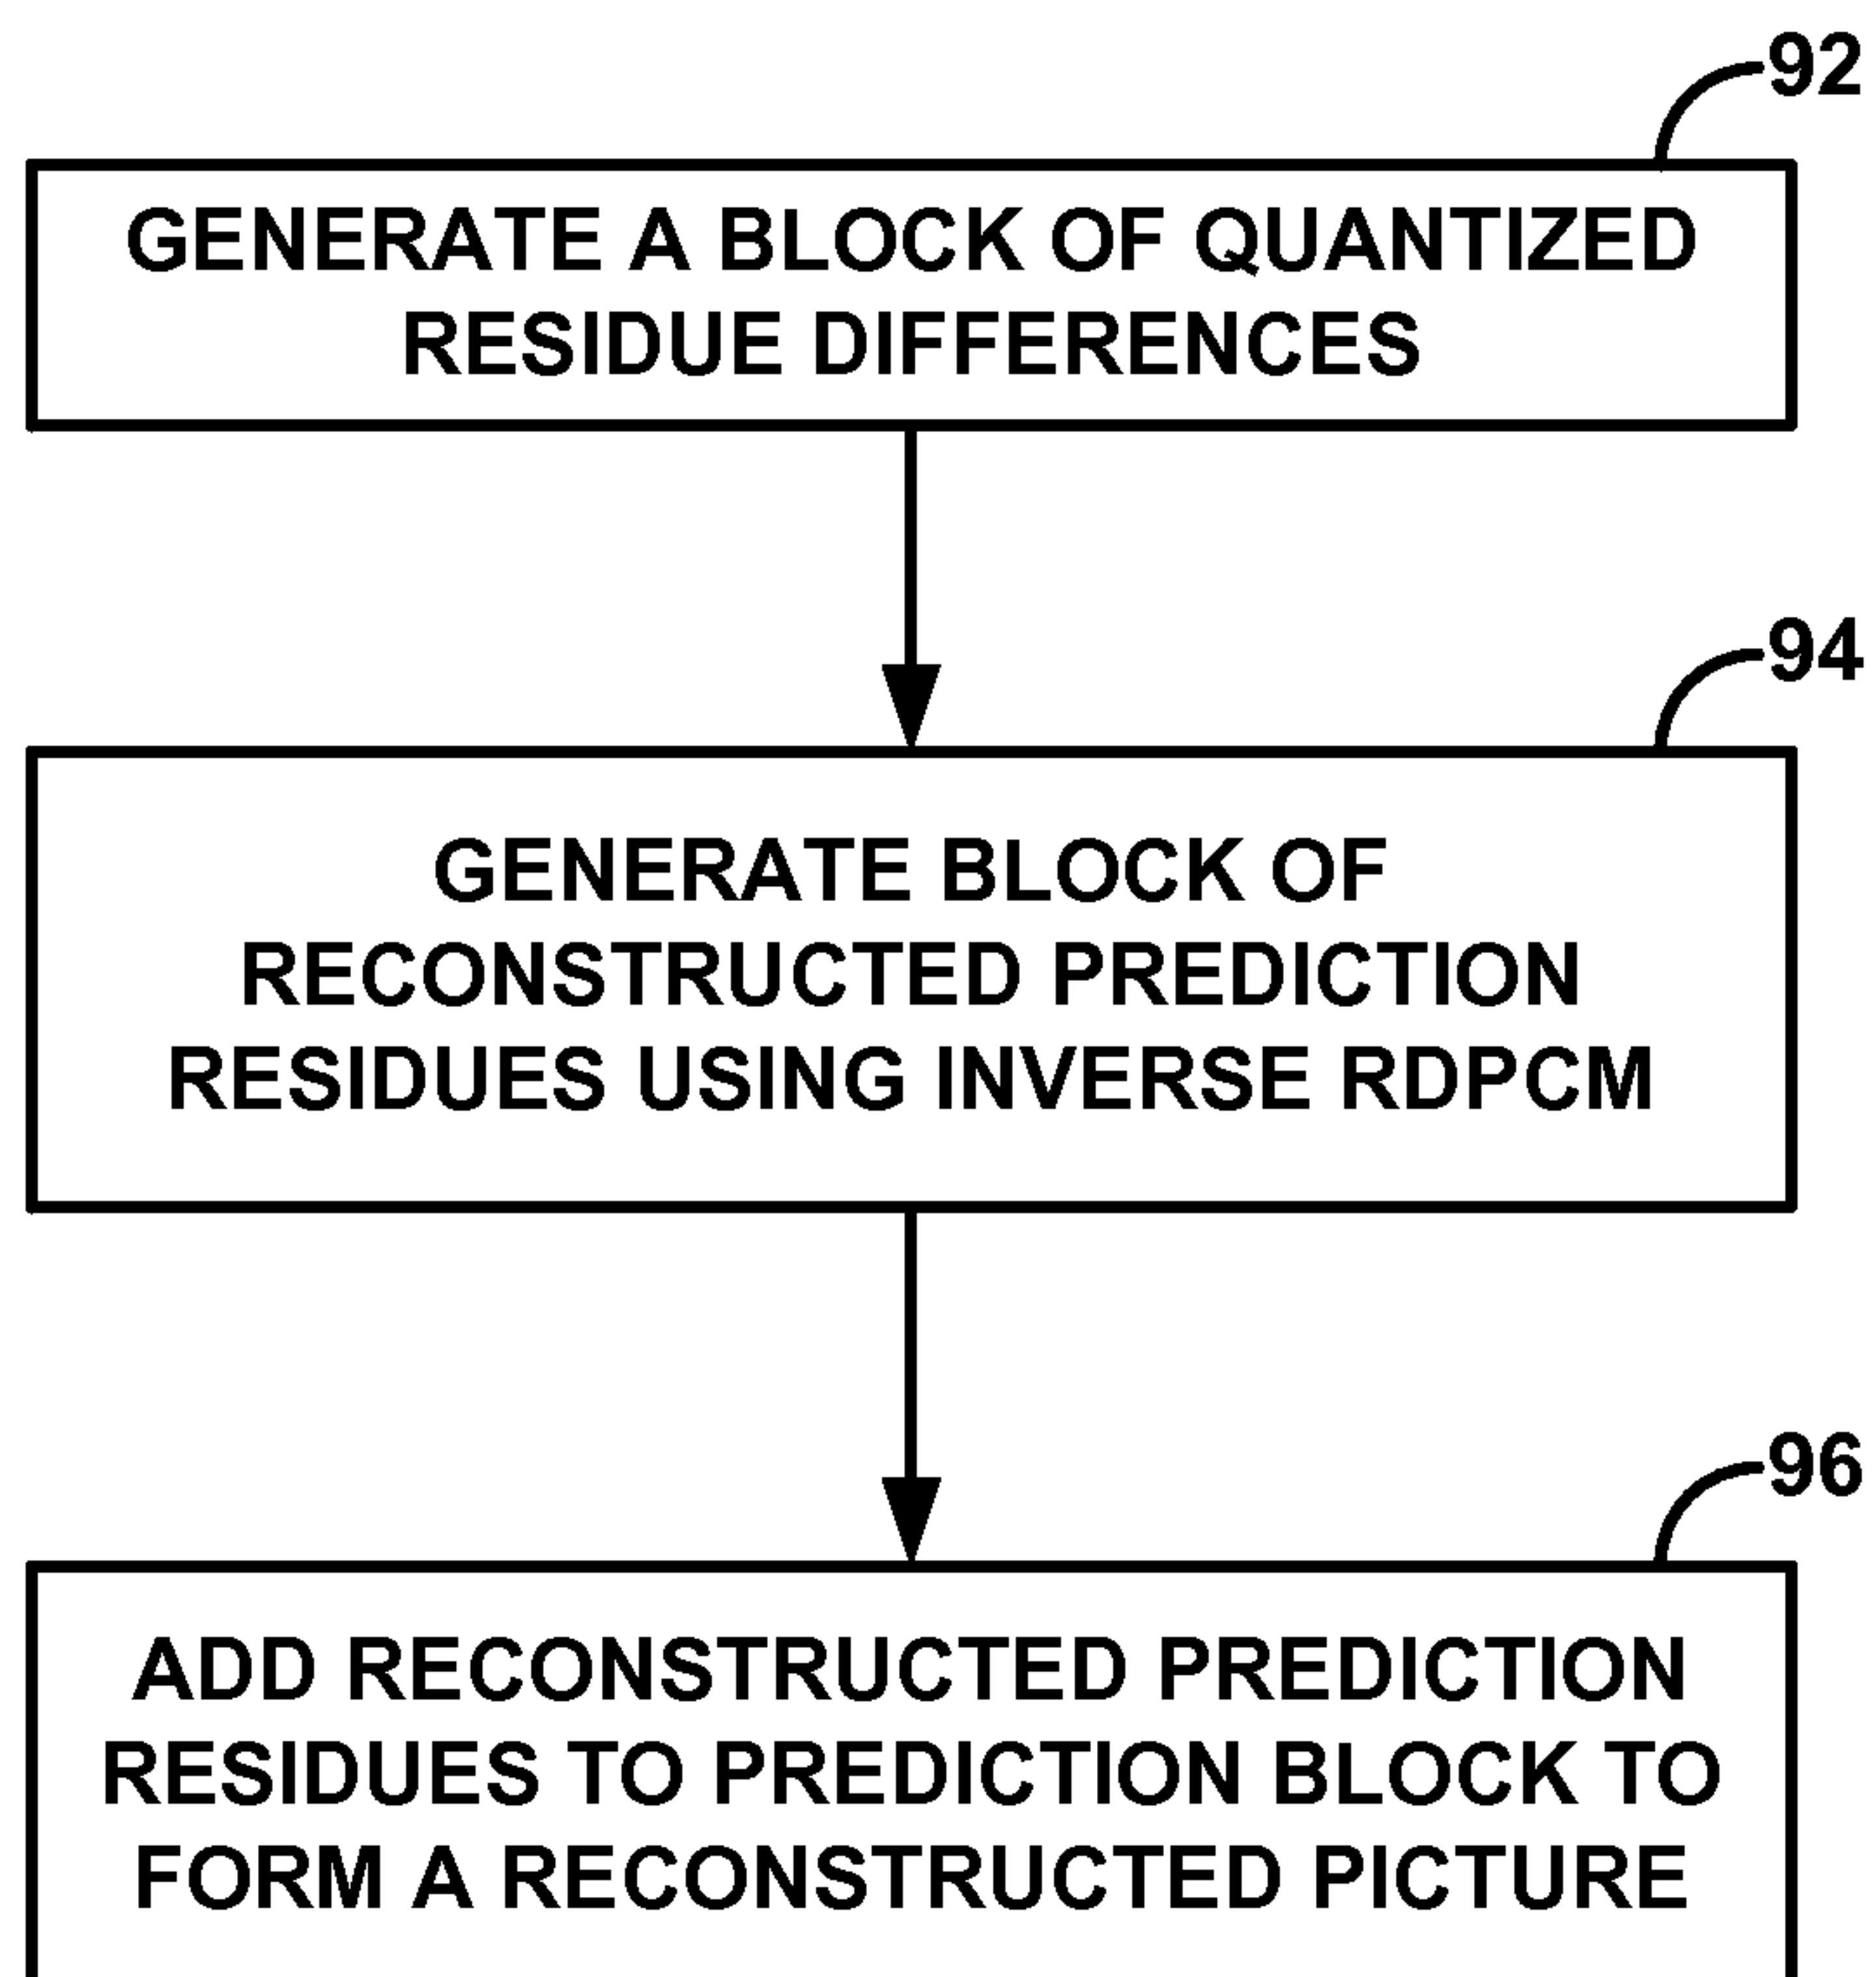 92
GENERATE A BLOCK OF QUANTIZED
RESIDUE DIFFERENCES
94
GENERATE BLOCK OF
RECONSTRUCTED PREDICTION
RESIDUES USING INVERSE RDPCM
96
ADD RECONSTRUCTED PREDICTION
RESIDUES TO PREDICTION BLOCK TO
FORM A RECONSTRUCTED PICTURE